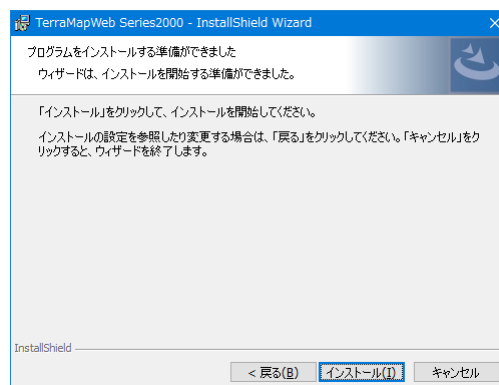 TerraMapWeb Series2000 - InstallShield Wizard
プログラムをインストールする準備ができました
ウィザードは、インストールを開始する準備ができました。
「インストール」をクリックして、インストールを開始してください。
インストールの設定を参照したり変更する場合は、「戻る」をクリックしてください。「キャンセル」をク
リックすると、ウィザードを終了します。
InstallShield
< 戻る(B)
インストール(I)
キャンセル